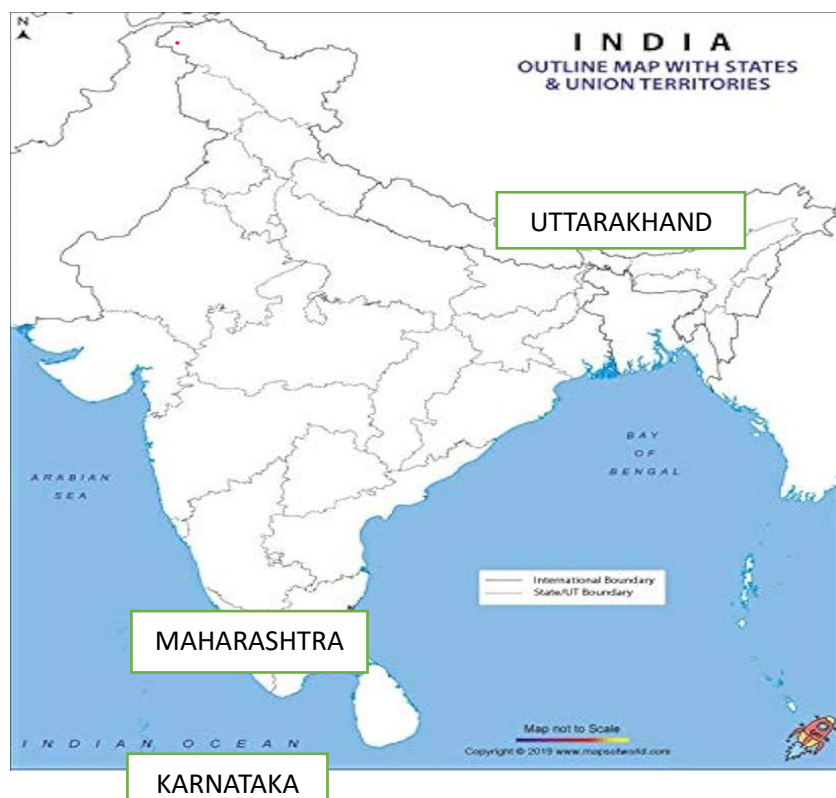 N
INDIA
OUTLINE MAP WITH STATES
& UNION TERRITORIES
UTTARAKHAND
BAY
OF
BENGAL
ARABIAN
SEA
International Boundary
State/UT Boundary
MAHARASHTRA
Map not to Scale
INDIAN OCEAN
Copyright © 2019 www.mapsofworld.com
KARNATAKA